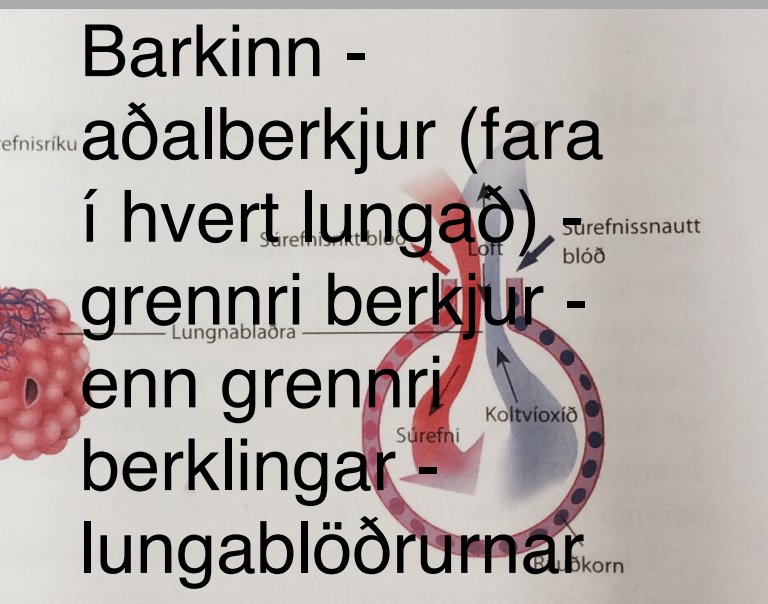 Barkinn -
aðalberkjur (fara
í hvert lungað) -
grennri berkjur -
enn grennri
berklingar -
lungablöðrurnar
efnisríku
Súrefnisríkt blóð
Loft
Súrefnissnautt
blóð
Lungnablaðra
Koltvíoxíð
Súrefni
Rauðkorn